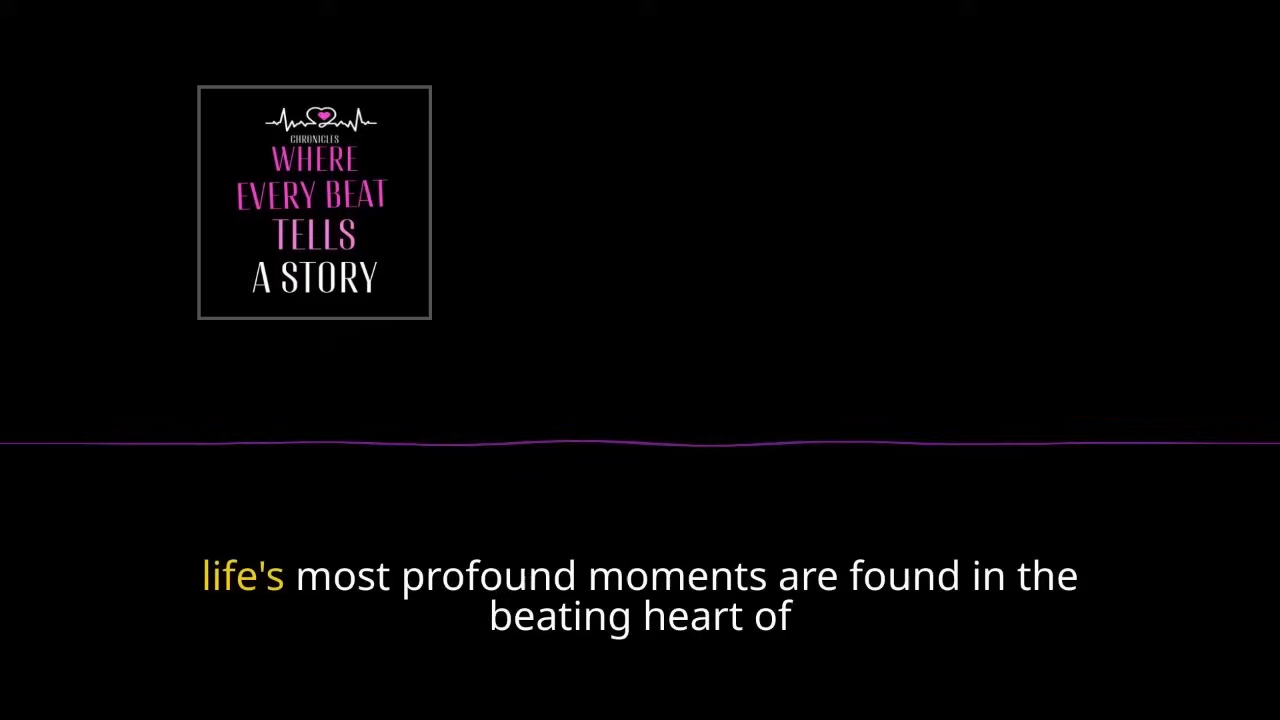 CHRONICLES
WHERE
EVERY BEAT
TELLS
A STORY
life's most profound moments are found in the
beating heart of